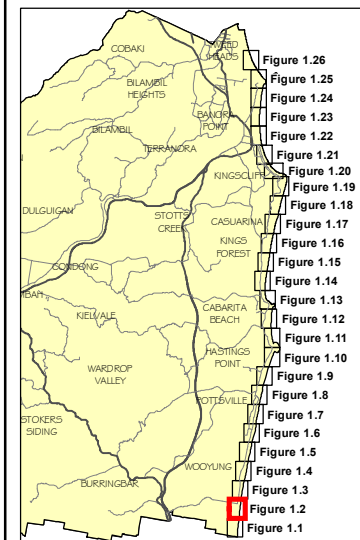 COBAKI
TWEED
HEADS
Figure 1.26
Figure 1.25
BILAMBIL
HEIGHTS
Figure 1.24
BANORA
POINT
Figure 1.23
BILAMBIL
Figure 1.22
TERRANORA
Figure 1.21
Figure 1.20
KINGSCLIFF
Figure 1.19
Figure 1.18
DULGUIGAN
STOTTS
CREEK
CASUARINA
Figure 1.17
KINGS
FOREST
Figure 1.16
Figure 1.15
CONDONG
Figure 1.14
MBAH
Figure 1.13
KIELVALE
CABARITA
BEACH
Figure 1.12
Figure 1.11
HASTINGS
POINT
Figure 1.10
WARDROP
VALLEY
Figure 1.9
POTTSVILLE
Figure 1.8
STOKERS
SIDING
Figure 1.7
Figure 1.6
Figure 1.5
WOOYUNG
Figure 1.4
BURRINGBAR
Figure 1.3
Figure 1.2
Figure 1.1